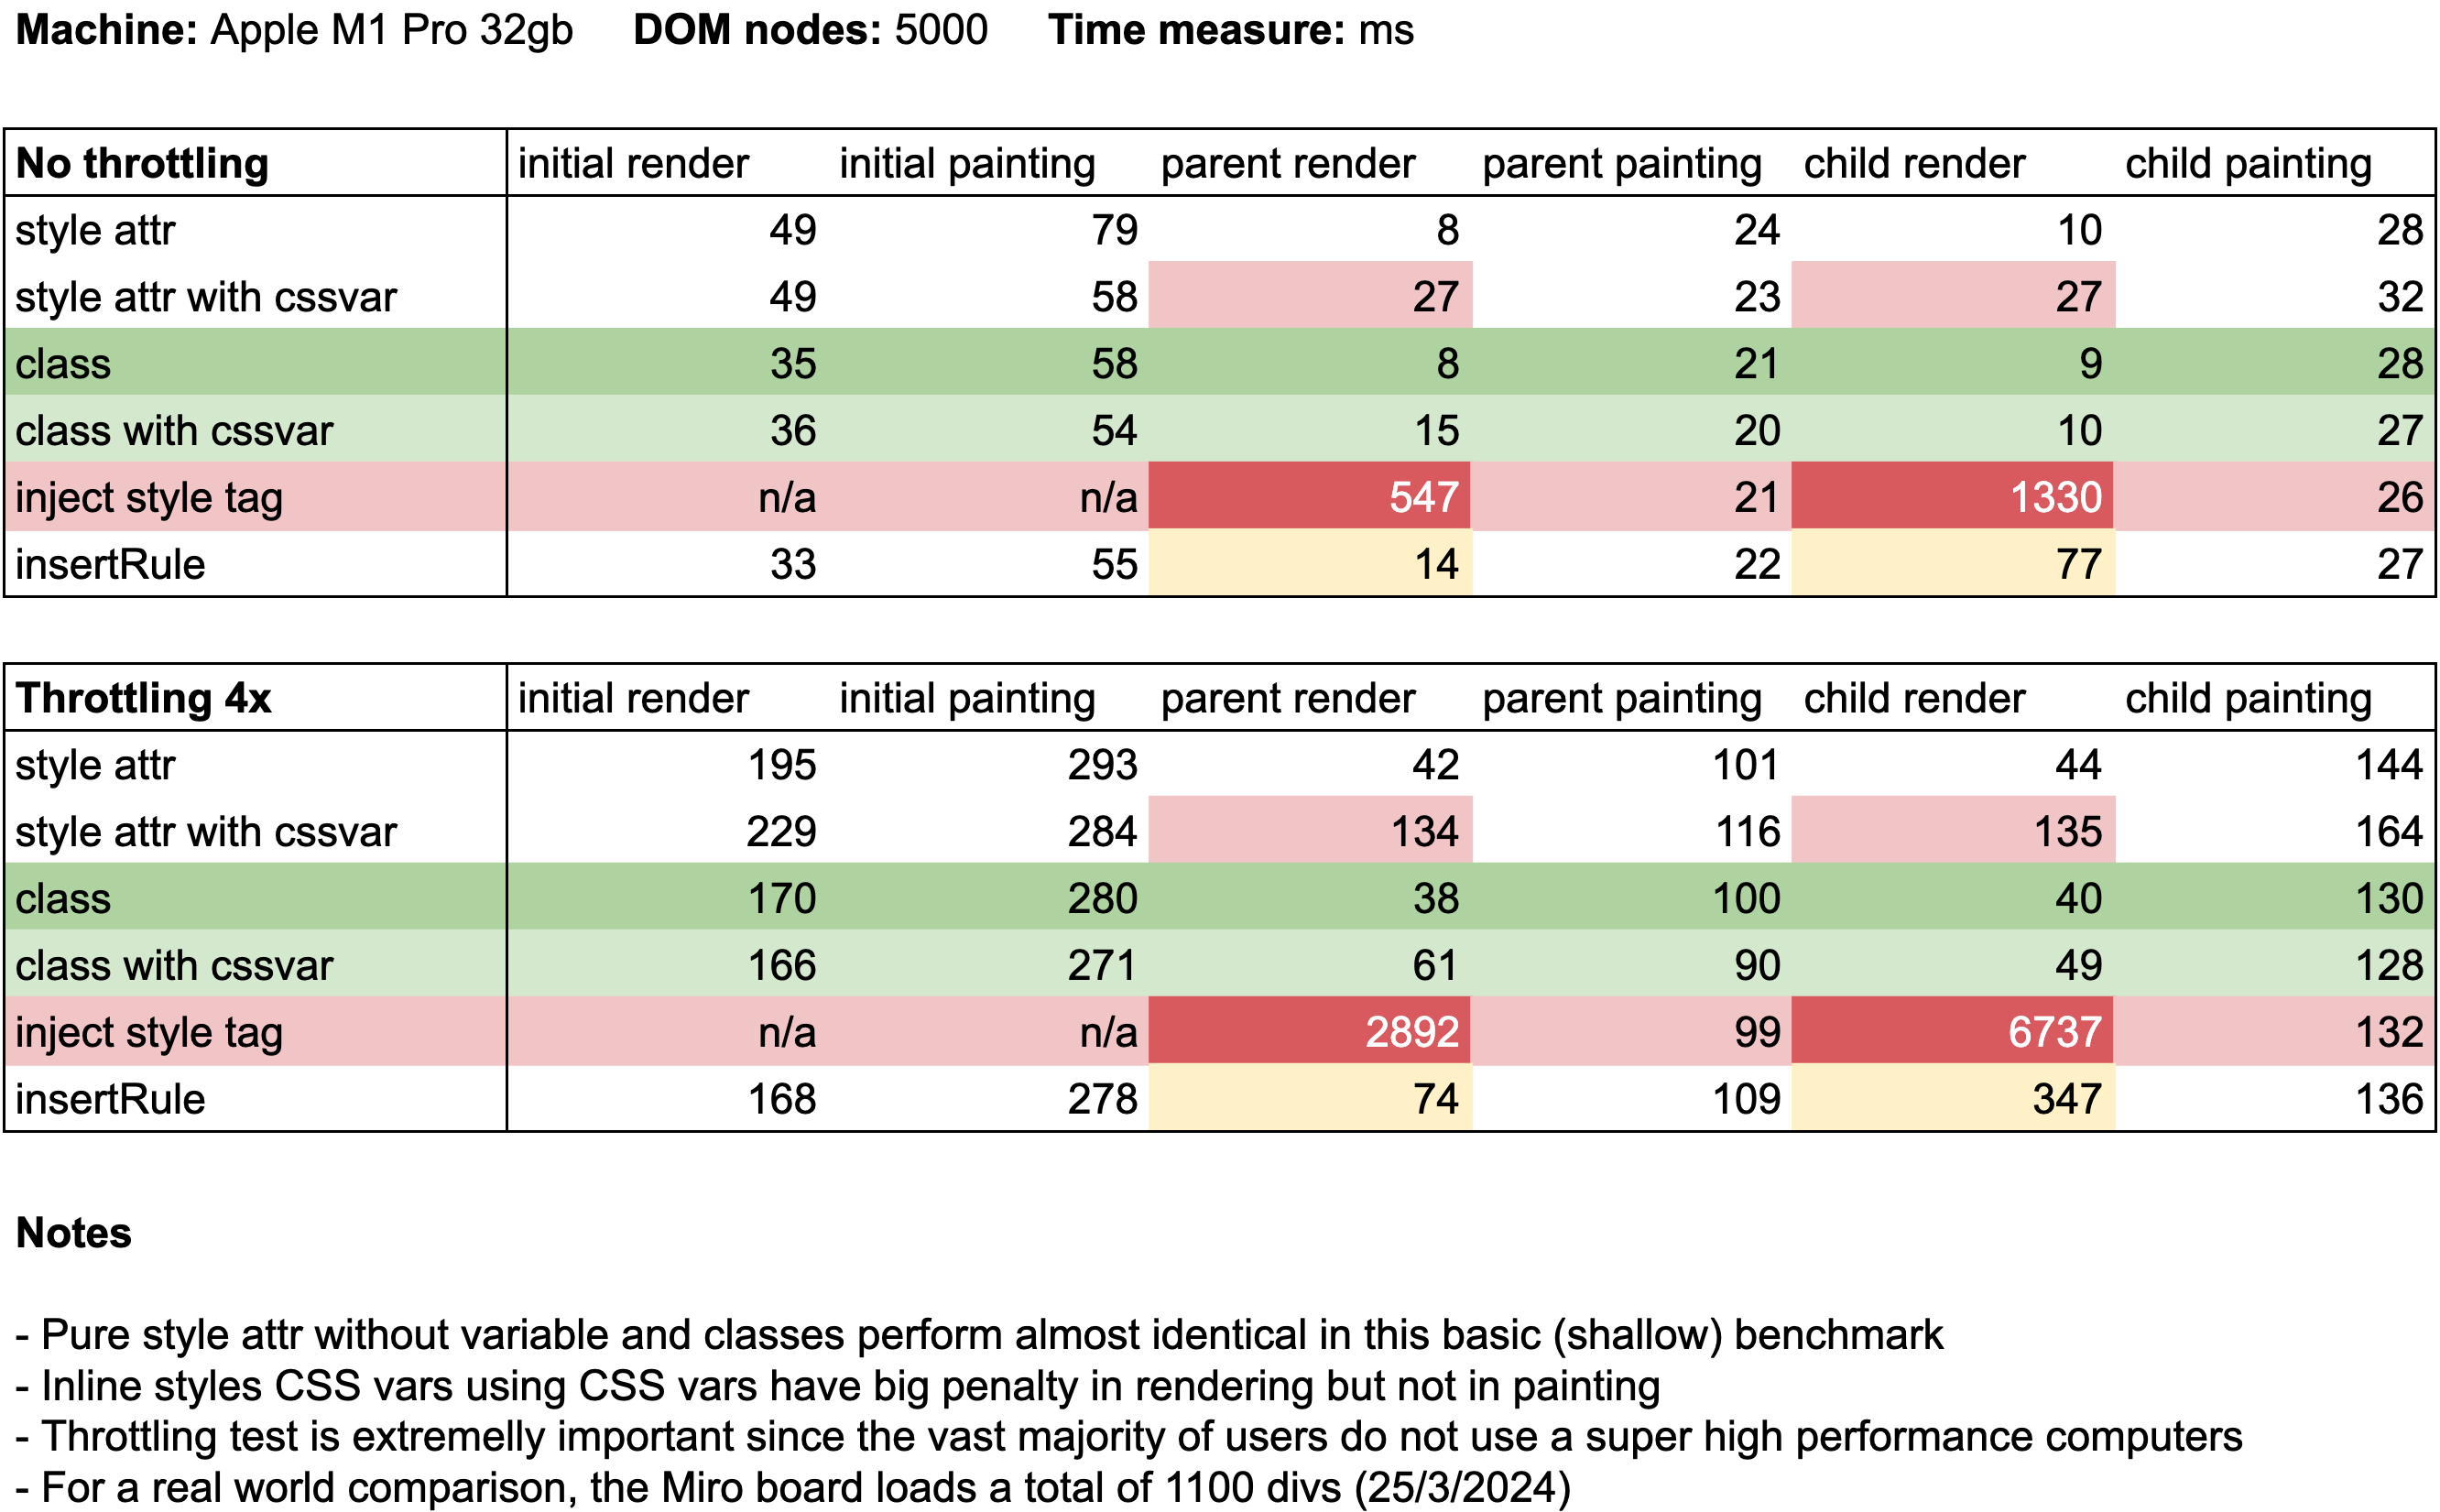 Machine: Apple M1 Pro 32gb DOM nodes: 5000 Time measure: ms
No throttling initial render initial painting parent render parent painting child render child painting
style attr 49 79 8 24 10 28
style attr with cssvar 49 58 27 23 27 32
class 35 58 8 21 9 28
class with cssvar 36 54 15 20 10 27
inject style tag n/a n/a 547 21 1330 26
insertRule 33 55 14 22 77 27
Throttling 4x initial render initial painting parent render parent painting child render child painting
style attr 195 293 42 101 44 144
style attr with cssvar 229 284 134 116 135 164
class 170 280 38 100 40 130
class with cssvar 166 271 61 90 49 128
inject style tag n/a n/a 2892 99 6737 132
insertRule 168 278 74 109 347 136
Notes
- Pure style attr without variable and classes perform almost identical in this basic (shallow) benchmark
- Inline styles CSS vars using CSS vars have big penalty in rendering but not in painting
- Throttling test is extremelly important since the vast majority of users do not use a super high performance computers
- For a real world comparison, the Miro board loads a total of 1100 divs (25/3/2024)